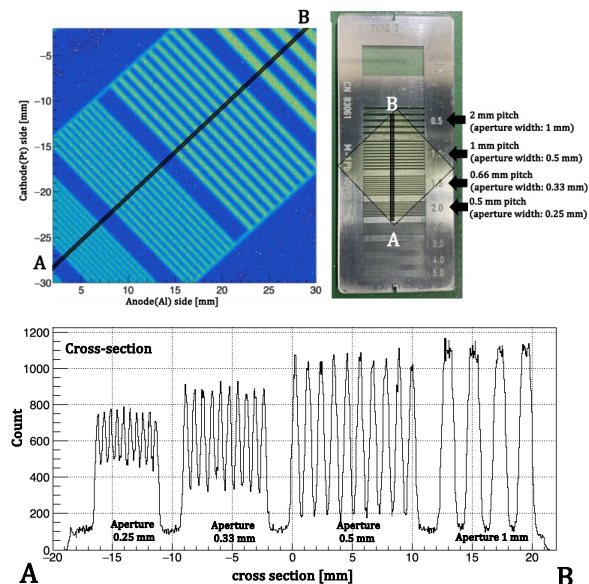 B
A
Cathode(Pt) side [mm]
−5
−10
−15
−20
−25
−30
5
10
15
20
25
30
Anode(Al) side [mm]
TYPE 7
CN 83061
B
A
0.5
2.0
3.0
4.0
5.0
2 mm pitch
(aperture width: 1 mm)
1 mm pitch
(aperture width: 0.5 mm)
0.66 mm pitch
(aperture width: 0.33 mm)
0.5 mm pitch
(aperture width: 0.25 mm)
Cross-section
Count
1200
1000
800
600
400
200
0
Aperture
0.25 mm
Aperture
0.33 mm
Aperture
0.5 mm
Aperture 1 mm
−20
−15
−10
−5
0
5
10
15
20
cross section [mm]
A
B